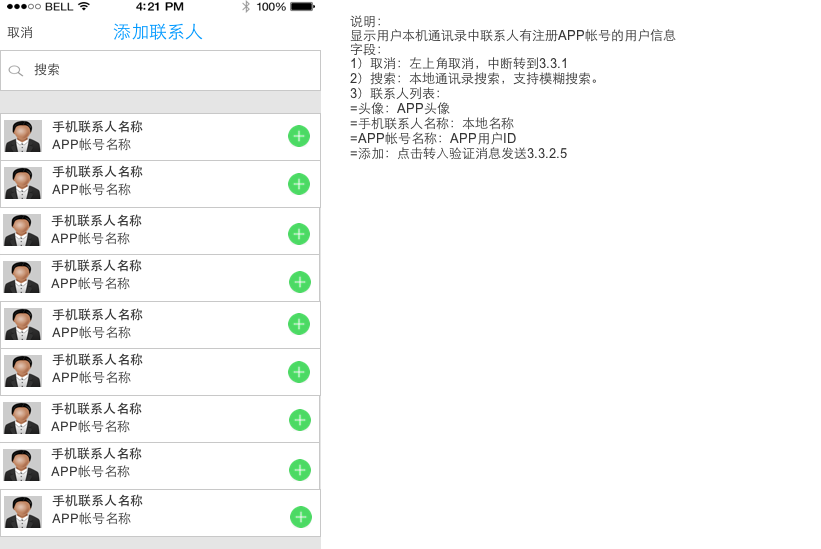 BELL 4:21 PM 100%
取消 添加联系人
搜索
手机联系人名称
APP帐号名称
手机联系人名称
APP帐号名称
手机联系人名称
APP帐号名称
手机联系人名称
APP帐号名称
手机联系人名称
APP帐号名称
手机联系人名称
APP帐号名称
手机联系人名称
APP帐号名称
手机联系人名称
APP帐号名称
手机联系人名称
APP帐号名称
说明：
显示用户本机通讯录中联系人有注册APP帐号的用户信息
字段：
1）取消：左上角取消，中断转到3.3.1
2）搜索：本地通讯录搜索，支持模糊搜索。
3）联系人列表：
=头像：APP头像
=手机联系人名称：本地名称
=APP帐号名称：APP用户ID
=添加：点击转入验证消息发送3.3.2.5